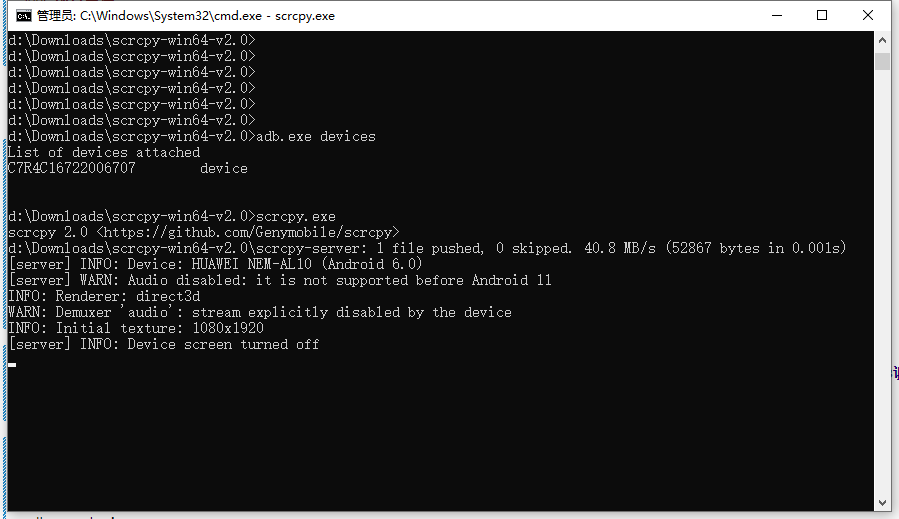 管理员: C:\Windows\System32\cmd.exe - scrcpy.exe
d:\Downloads\scrcpy-win64-v2.0>
d:\Downloads\scrcpy-win64-v2.0>
d:\Downloads\scrcpy-win64-v2.0>
d:\Downloads\scrcpy-win64-v2.0>
d:\Downloads\scrcpy-win64-v2.0>
d:\Downloads\scrcpy-win64-v2.0>
d:\Downloads\scrcpy-win64-v2.0>adb.exe devices
List of devices attached
C7R4C16722006707        device
d:\Downloads\scrcpy-win64-v2.0>scrcpy.exe
scrcpy 2.0 <https://github.com/Genymobile/scrcpy>
d:\Downloads\scrcpy-win64-v2.0\scrcpy-server: 1 file pushed, 0 skipped. 40.8 MB/s (52867 bytes in 0.001s)
[server] INFO: Device: HUAWEI NEM-AL10 (Android 6.0)
[server] WARN: Audio disabled: it is not supported before Android 11
INFO: Renderer: direct3d
WARN: Demuxer 'audio': stream explicitly disabled by the device
INFO: Initial texture: 1080x1920
[server] INFO: Device screen turned off